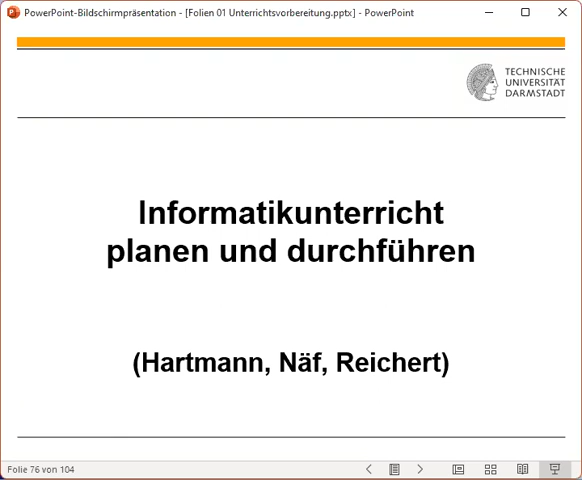 PowerPoint-Bildschirmpräsentation - [Folien 01 Unterrichtsvorbereitung.pptx] - PowerPoint
TECHNISCHE
UNIVERSITÄT
DARMSTADT
Informatikunterricht
planen und durchführen
(Hartmann, Näf, Reichert)
Folie 76 von 104